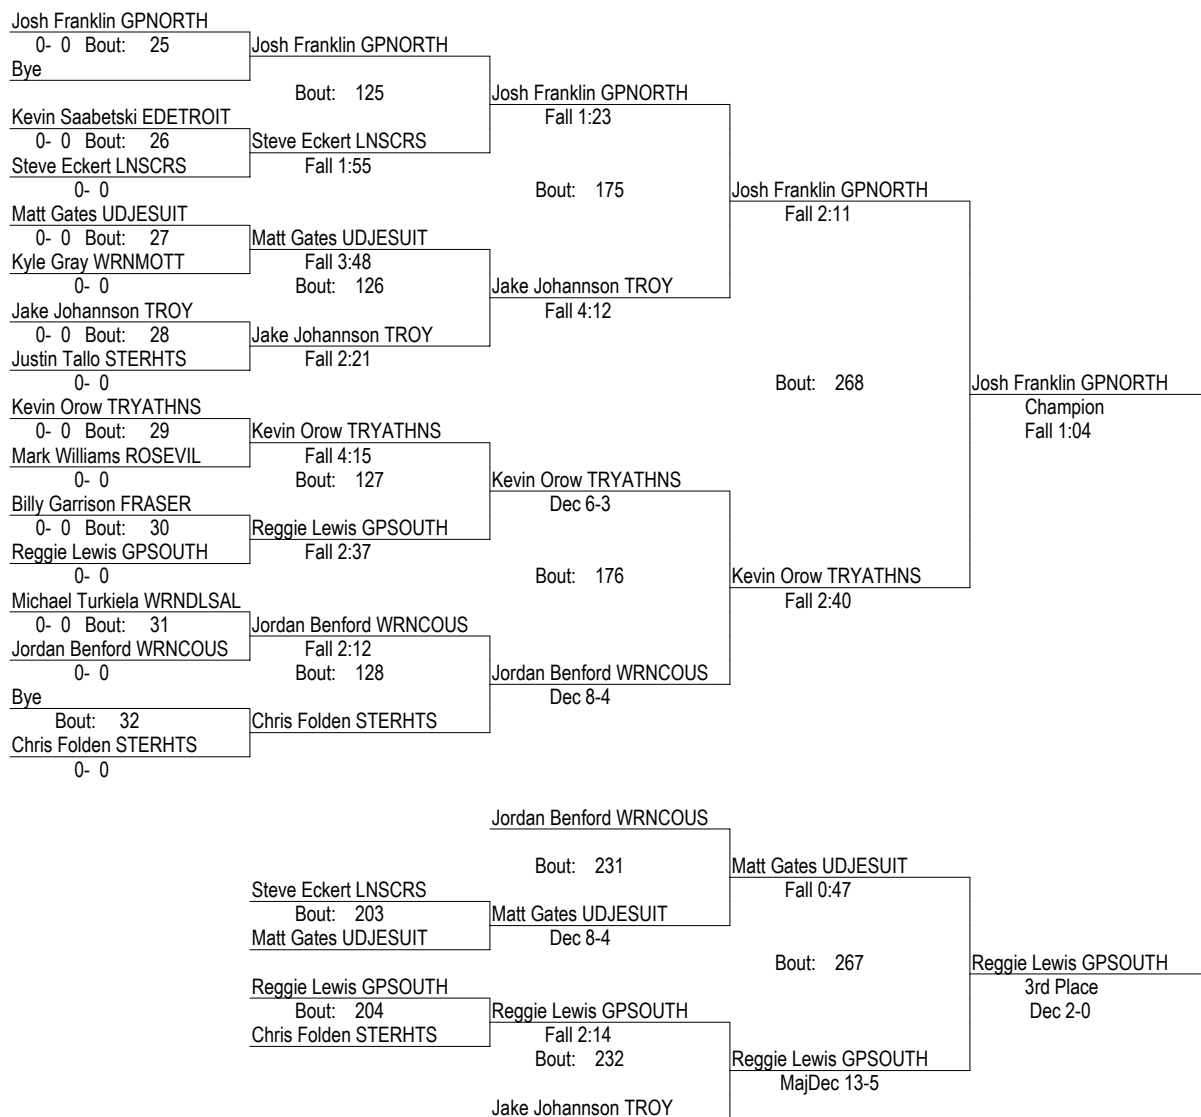 Josh Franklin GPNORTH
0- 0 Bout: 25
Bye
Josh Franklin GPNORTH
Bout: 125
Kevin Saabetski EDETROIT
0- 0 Bout: 26
Steve Eckert LNSCRS
0- 0
Steve Eckert LNSCRS
Fall 1:55
Josh Franklin GPNORTH
Fall 1:23
Bout: 175
Matt Gates UDJESUIT
0- 0 Bout: 27
Kyle Gray WRNMOTT
0- 0
Matt Gates UDJESUIT
Fall 3:48
Bout: 126
Jake Johannson TROY
0- 0 Bout: 28
Justin Tallo STERHTS
0- 0
Jake Johannson TROY
Fall 2:21
Jake Johannson TROY
Fall 4:12
Josh Franklin GPNORTH
Fall 2:11
Bout: 268
Josh Franklin GPNORTH
Champion
Fall 1:04
Kevin Orow TRYATHNS
0- 0 Bout: 29
Mark Williams ROSEVIL
0- 0
Kevin Orow TRYATHNS
Fall 4:15
Bout: 127
Billy Garrison FRASER
0- 0 Bout: 30
Reggie Lewis GPSOUTH
0- 0
Reggie Lewis GPSOUTH
Fall 2:37
Kevin Orow TRYATHNS
Dec 6-3
Bout: 176
Kevin Orow TRYATHNS
Fall 2:40
Michael Turkiela WRNDLSAL
0- 0 Bout: 31
Jordan Benford WRNCOUS
0- 0
Jordan Benford WRNCOUS
Fall 2:12
Bout: 128
Jordan Benford WRNCOUS
Dec 8-4
Bye
Bout: 32
Chris Folden STERHTS
0- 0
Chris Folden STERHTS
Jordan Benford WRNCOUS
Bout: 231
Matt Gates UDJESUIT
Fall 0:47
Steve Eckert LNSCRS
Bout: 203
Matt Gates UDJESUIT
Matt Gates UDJESUIT
Dec 8-4
Bout: 267
Reggie Lewis GPSOUTH
3rd Place
Dec 2-0
Reggie Lewis GPSOUTH
Bout: 204
Chris Folden STERHTS
Reggie Lewis GPSOUTH
Fall 2:14
Bout: 232
Reggie Lewis GPSOUTH
MajDec 13-5
Jake Johannson TROY